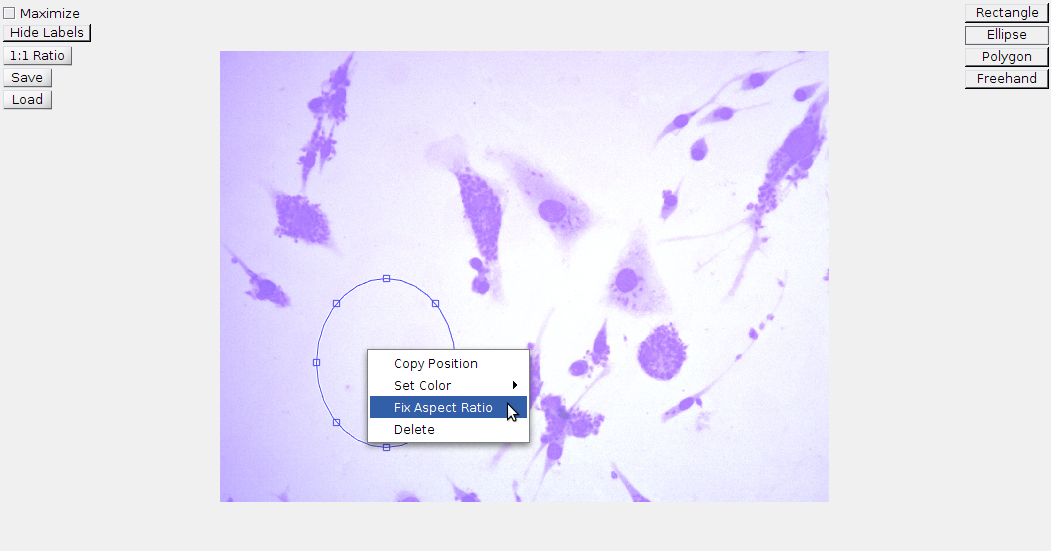 Maximize
Hide Labels
1:1 Ratio
Save
Load
Rectangle
Ellipse
Polygon
Freehand
Copy Position
Set Color
Fix Aspect Ratio
Delete